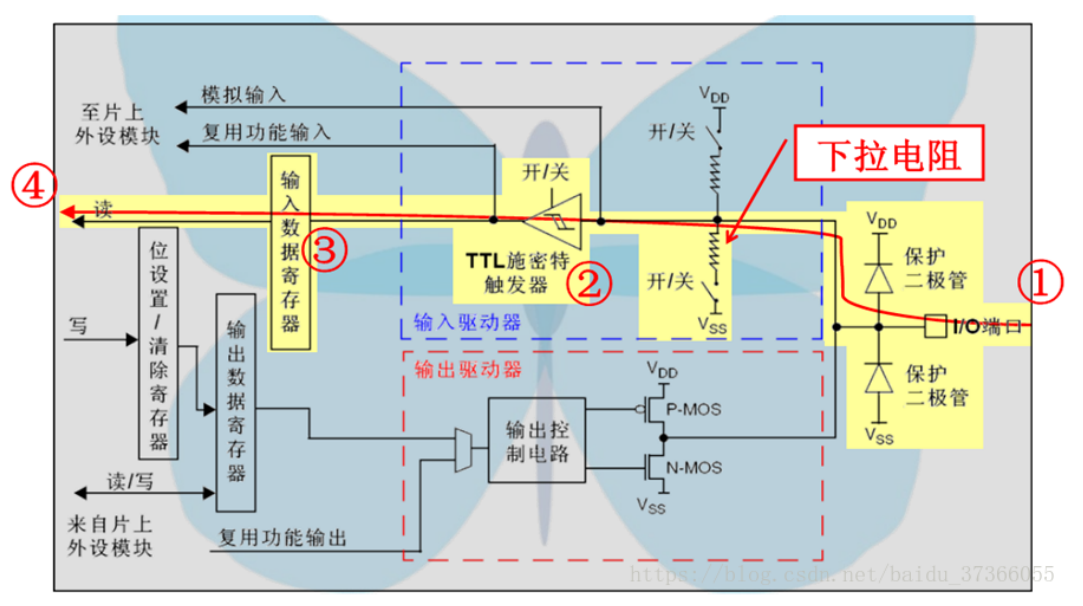 模拟输入
至片上
外设模块
复用功能输入
④
读
输
入
数
据
寄
存
器
③
开/关
TTL施密特
触发器
②
V_DD
开/关
下拉电阻
开/关
V_SS
输入驱动器
V_DD
保护
二极管
①
I/O端口
保护
二极管
V_SS
写
位
设
置
/
清
除
寄
存
器
输
出
数
据
寄
存
器
读/写
来自片上
外设模块
复用功能输出
输出驱动器
输出控
制电路
V_DD
P-MOS
N-MOS
V_SS
https://blog.csdn.net/baidu_37366055